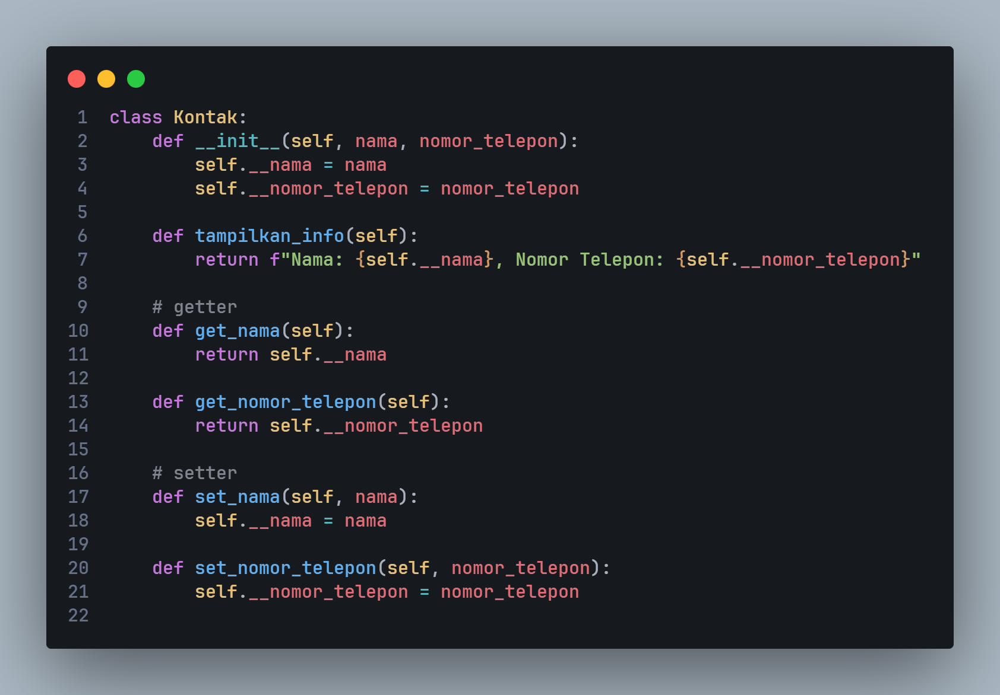 1 class Kontak:
2     def __init__(self, nama, nomor_telepon):
3         self.__nama = nama
4         self.__nomor_telepon = nomor_telepon
5
6     def tampilkan_info(self):
7         return f"Nama: {self.__nama}, Nomor Telepon: {self.__nomor_telepon}"
8
9     # getter
10     def get_nama(self):
11         return self.__nama
12
13     def get_nomor_telepon(self):
14         return self.__nomor_telepon
15
16     # setter
17     def set_nama(self, nama):
18         self.__nama = nama
19
20     def set_nomor_telepon(self, nomor_telepon):
21         self.__nomor_telepon = nomor_telepon
22